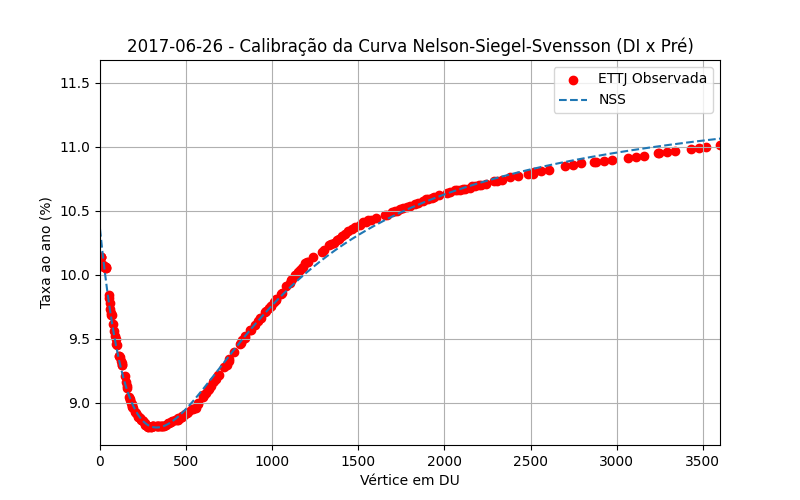 2017-06-26 - Calibração da Curva Nelson-Siegel-Svensson (DI x Pré)
ETTJ Observada
NSS
Taxa ao ano (%)
11.5
11.0
10.5
10.0
9.5
9.0
0 500 1000 1500 2000 2500 3000 3500
Vértice em DU